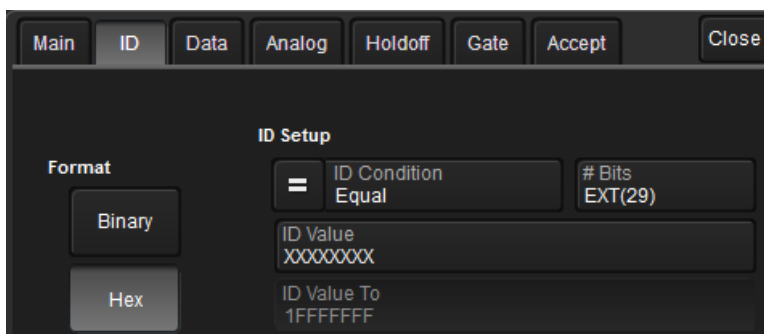 Main ID Data Analog Holdoff Gate Accept Close
ID Setup
Format
= ID Condition # Bits
Equal EXT(29)
Binary
ID Value
XXXXXXXX
Hex
ID Value To
1FFFFFFF